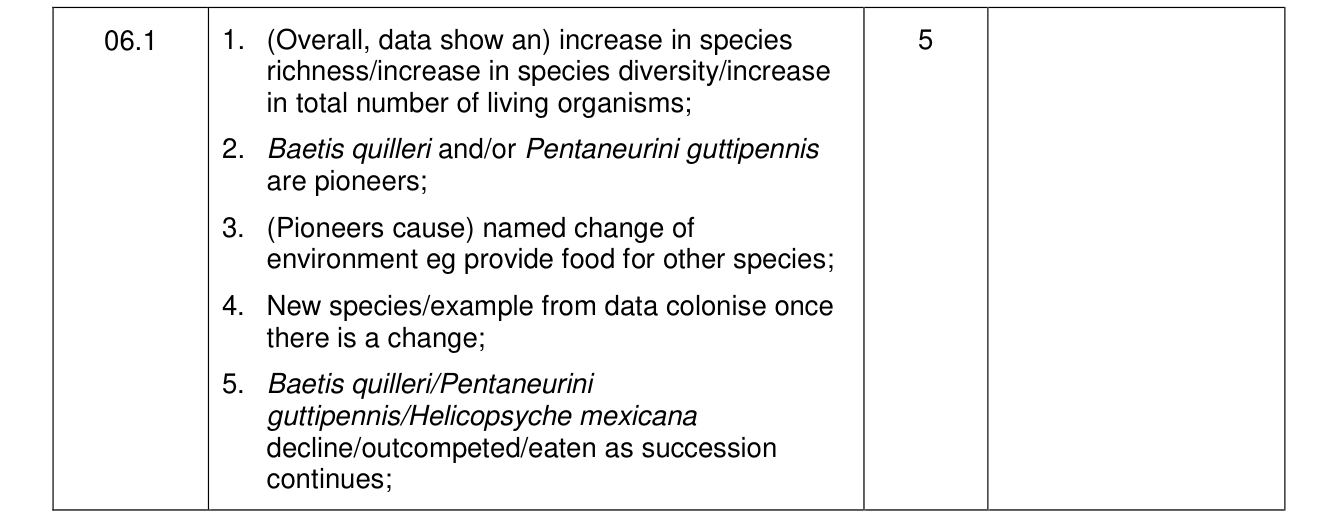 06.1
1. (Overall, data show an) increase in species
richness/increase in species diversity/increase
in total number of living organisms;
5
2. Baetis quilleri and/or Pentaneurini guttipennis
are pioneers;
3. (Pioneers cause) named change of
environment eg provide food for other species;
4. New species/example from data colonise once
there is a change;
5. Baetis quilleri/Pentaneurini
guttipennis/Helicopsyche mexicana
decline/outcompeted/eaten as succession
continues;